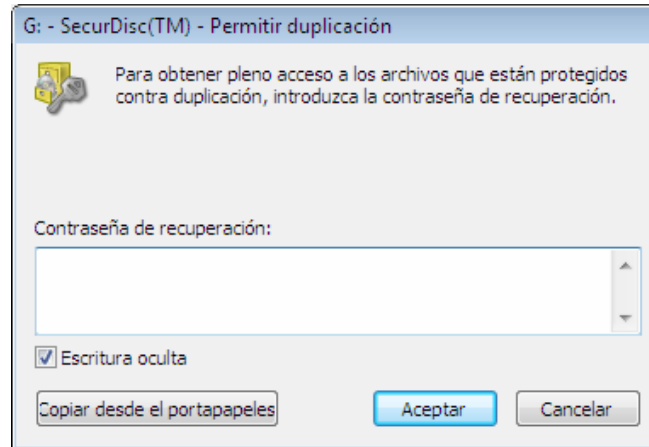 G: - SecurDisc(TM) - Permitir duplicación
Para obtener pleno acceso a los archivos que están protegidos
contra duplicación, introduzca la contraseña de recuperación.
Contraseña de recuperación:
Escritura oculta
Copiar desde el portapapeles
Aceptar
Cancelar